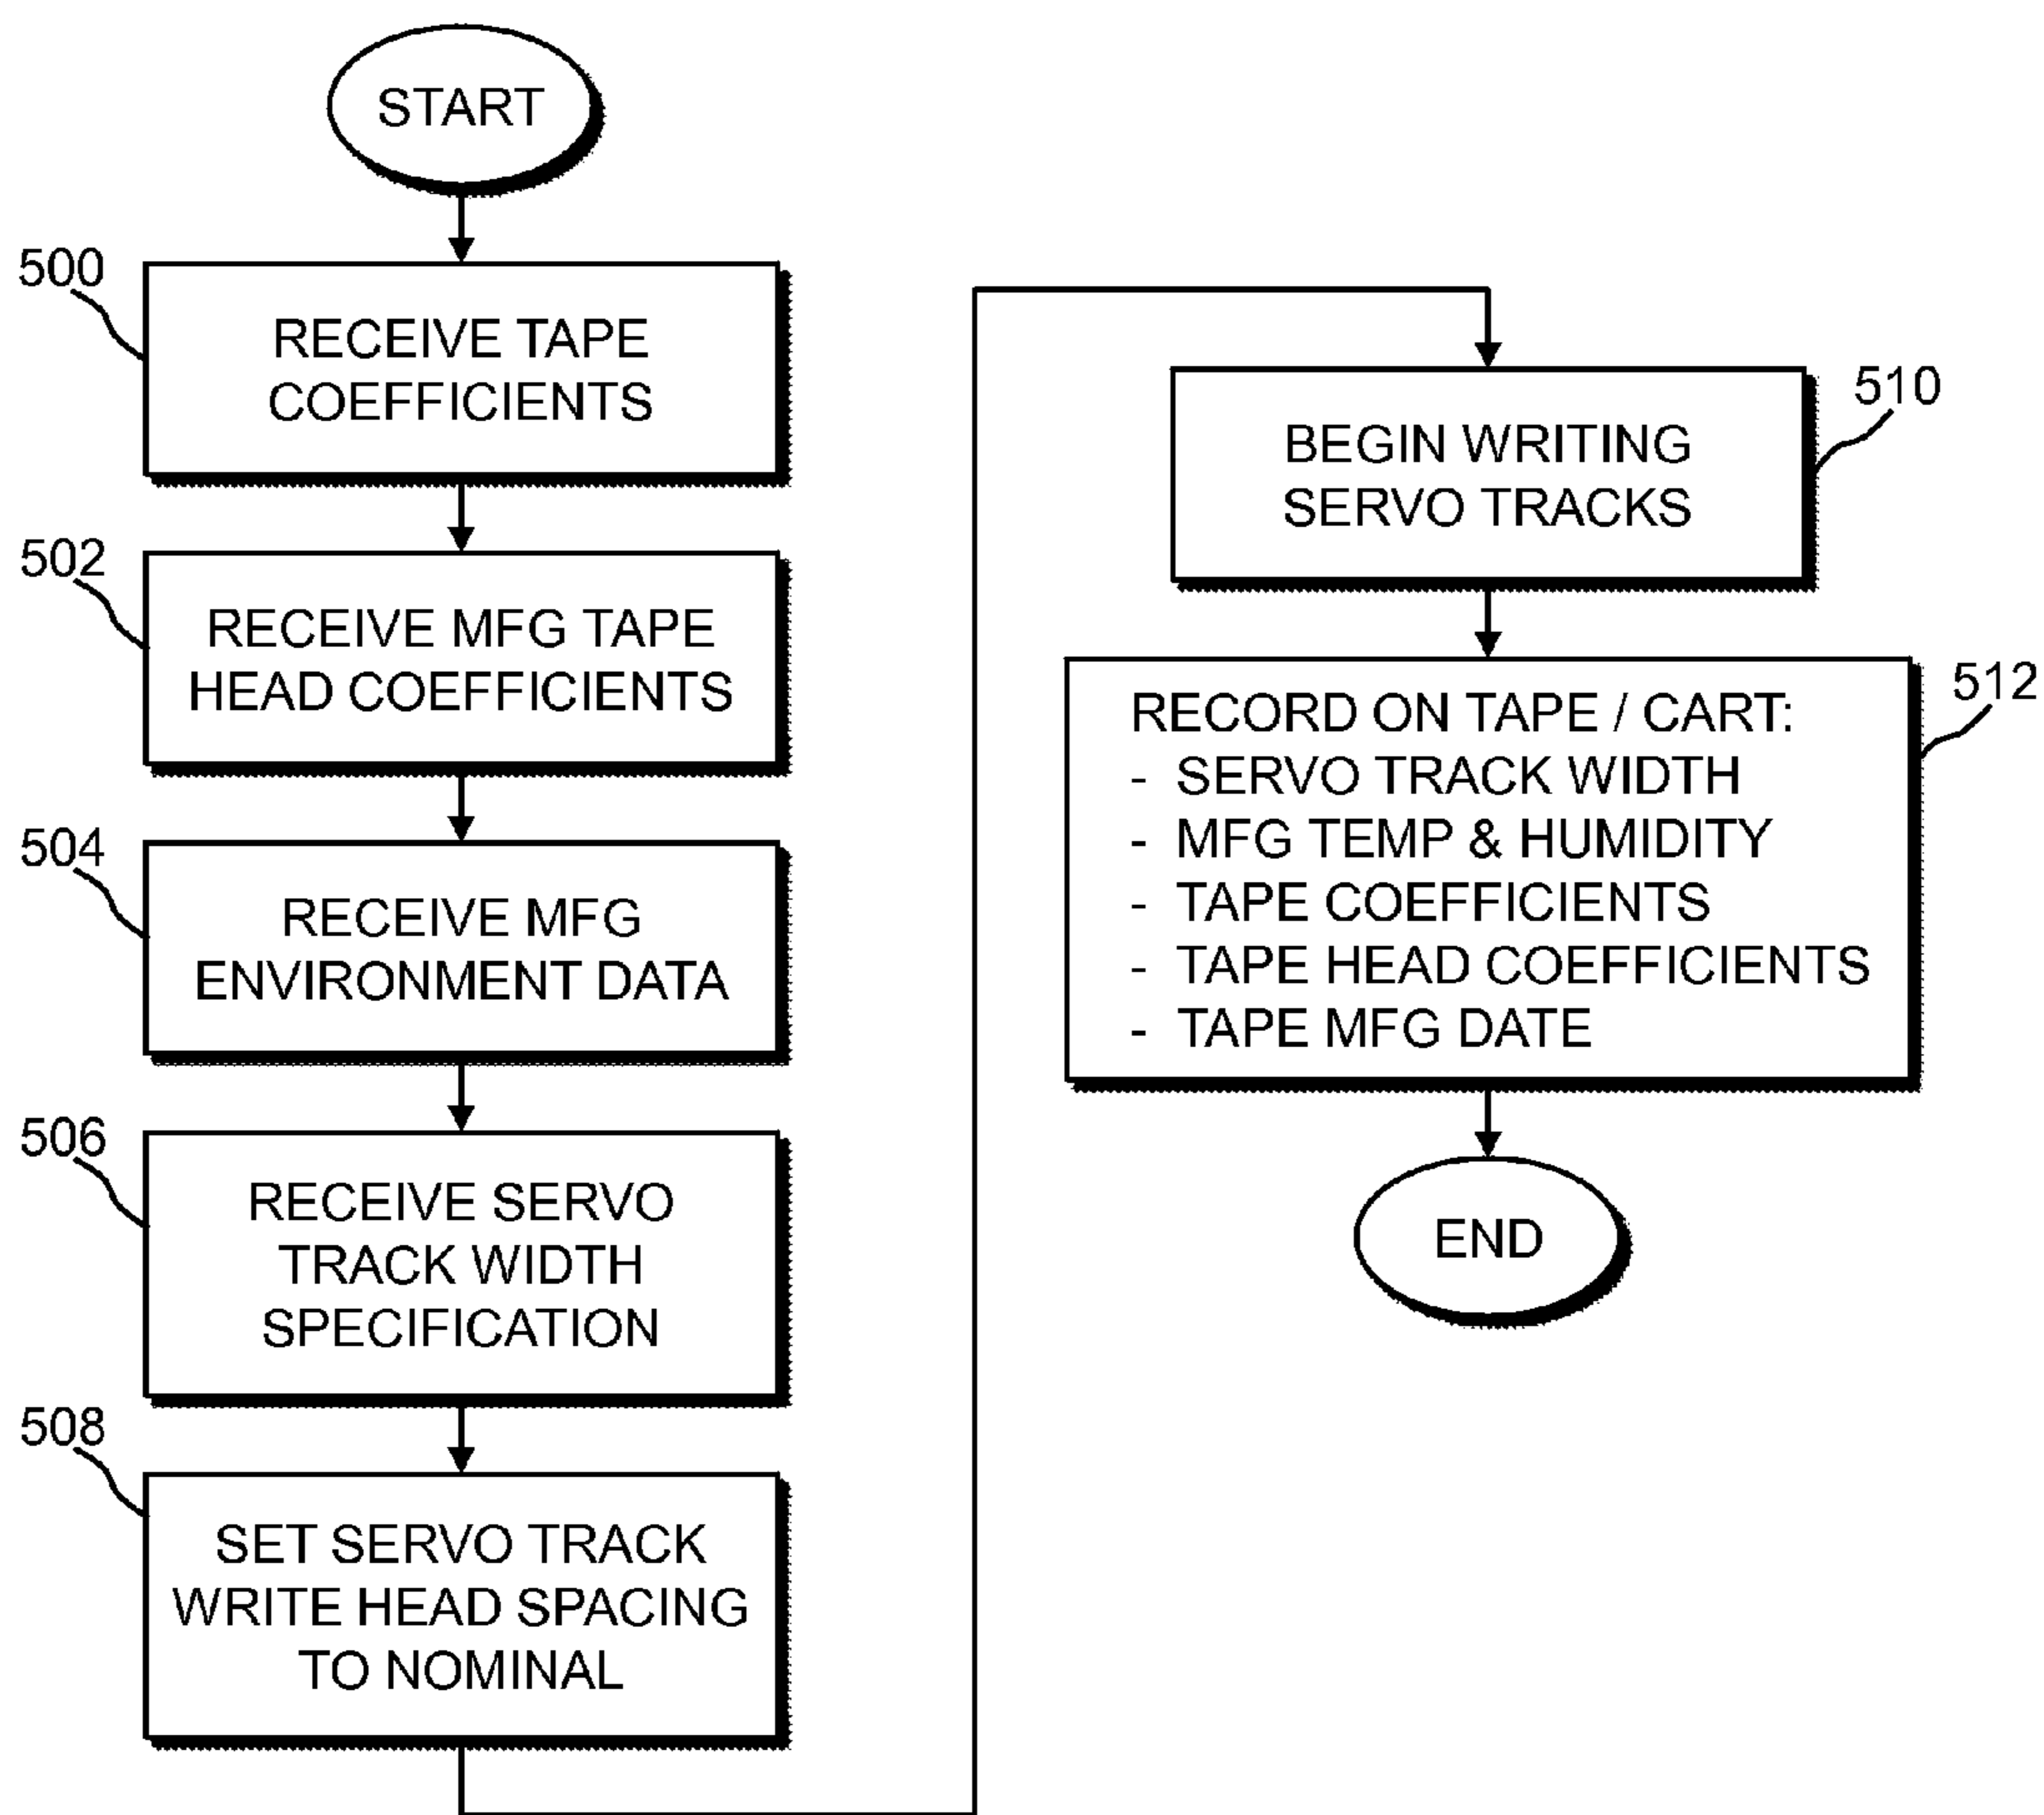 START
500
RECEIVE TAPE
COEFFICIENTS
502
RECEIVE MFG TAPE
HEAD COEFFICIENTS
504
RECEIVE MFG
ENVIRONMENT DATA
506
RECEIVE SERVO
TRACK WIDTH
SPECIFICATION
508
SET SERVO TRACK
WRITE HEAD SPACING
TO NOMINAL
510
BEGIN WRITING
SERVO TRACKS
512
RECORD ON TAPE / CART:
- SERVO TRACK WIDTH
- MFG TEMP & HUMIDITY
- TAPE COEFFICIENTS
- TAPE HEAD COEFFICIENTS
- TAPE MFG DATE
END